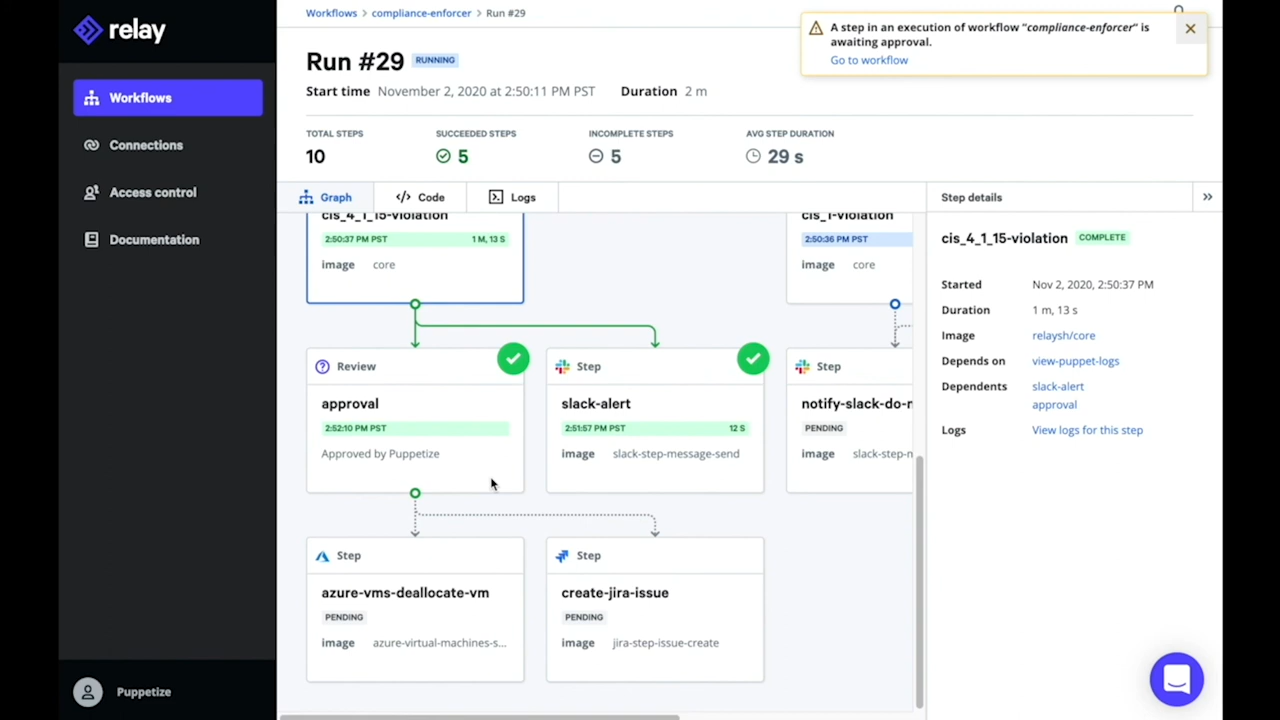 relay
Workflows
Connections
Access control
Documentation
Puppetize
Workflows > compliance-enforcer > Run #29
A step in an execution of workflow "compliance-enforcer" is
awaiting approval.
Go to workflow
Run #29 RUNNING
Start time November 2, 2020 at 2:50:11 PM PST Duration 2 m
TOTAL STEPS
10
SUCCEEDED STEPS
5
INCOMPLETE STEPS
5
AVG STEP DURATION
29 s
Graph
</> Code
Logs
cis_4_1_15-violation
2:50:37 PM PST 1 M, 13 S
image core
cis_1-violation
2:50:36 PM PST
image core
Review
approval
2:52:10 PM PST
Approved by Puppetize
Step
slack-alert
2:51:57 PM PST 12 S
image slack-step-message-send
Step
notify-slack-do-n
PENDING
image slack-step-n
Step
azure-vms-deallocate-vm
PENDING
image azure-virtual-machines-s...
Step
create-jira-issue
PENDING
image jira-step-issue-create
Step details
cis_4_1_15-violation COMPLETE
Started Nov 2, 2020, 2:50:37 PM
Duration 1 m, 13 s
Image relaysh/core
Depends on view-puppet-logs
Dependents slack-alert
approval
Logs View logs for this step